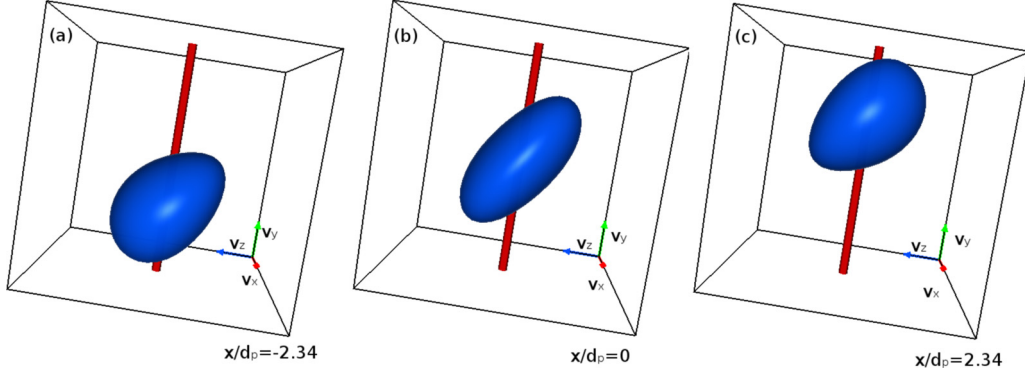 (a)
vz
vy
vx
x/dp=-2.34
(b)
vz
vy
vx
x/dp=0
(c)
vz
vy
vx
x/dp=2.34